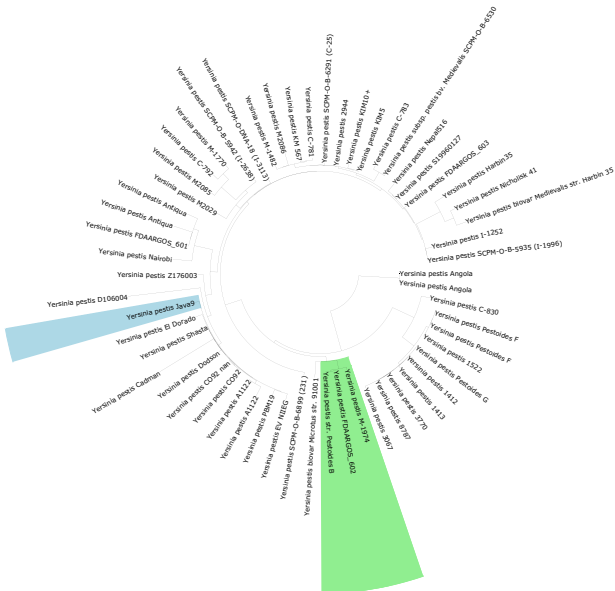 Yersinia pestis SCPM-O-B-6291 (C-25)
Yersinia pestis 2944
Yersinia pestis KIM10+
Yersinia pestis KIM5
Yersinia pestis C-783
Yersinia pestis subsp. pestis bv. Medievalis SCPM-O-B-6530
Yersinia pestis Nepal516
Yersinia pestis S19960127
Yersinia pestis FDAARGOS_603
Yersinia pestis Harbin35
Yersinia pestis Nicholisk 41
Yersinia pestis biovar Medievalis str. Harbin 35
Yersinia pestis I-1252
Yersinia pestis SCPM-O-B-5935 (I-1996)
Yersinia pestis Angola
Yersinia pestis Angola
Yersinia pestis C-830
Yersinia pestis Pestoides F
Yersinia pestis Pestoides F
Yersinia pestis 1522
Yersinia pestis Pestoides G
Yersinia pestis 1412
Yersinia pestis 1413
Yersinia pestis 3770
Yersinia pestis 8787
Yersinia pestis 3067
Yersinia pestis M-1974
Yersinia pestis FDAARGOS_602
Yersinia pestis str. Pestoides B
Yersinia pestis biovar Microtus str. 91001
Yersinia pestis SCPM-O-B-6899 (231)
Yersinia pestis EV NIIEG
Yersinia pestis PBM19
Yersinia pestis A1122
Yersinia pestis A1122
Yersinia pestis CO92
Yersinia pestis CO92 nalr
Yersinia pestis Dodson
Yersinia pestis Cadman
Yersinia pestis Shasta
Yersinia pestis El Dorado
Yersinia pestis Java9
Yersinia pestis D106004
Yersinia pestis Z176003
Yersinia pestis Nairobi
Yersinia pestis FDAARGOS_601
Yersinia pestis Antiqua
Yersinia pestis Antiqua
Yersinia pestis M2029
Yersinia pestis M2085
Yersinia pestis C-792
Yersinia pestis M-1770
Yersinia pestis SCPM-O-B-5942 (I-2638)
Yersinia pestis SCPM-O-DNA-18 (I-3113)
Yersinia pestis M-1482
Yersinia pestis M2086
Yersinia pestis KM 567
Yersinia pestis C-781